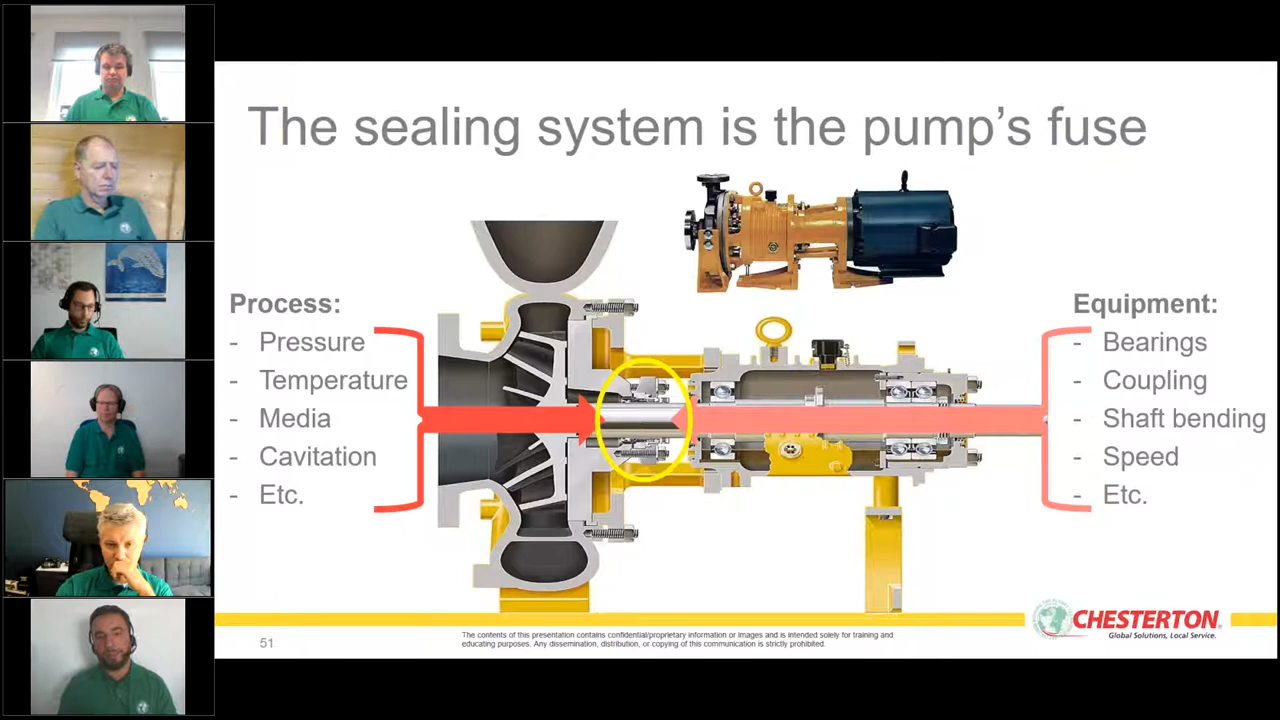 The sealing system is the pump's fuse
Process:
- Pressure
- Temperature
- Media
- Cavitation
- Etc.
Equipment:
- Bearings
- Coupling
- Shaft bending
- Speed
- Etc.
51
The contents of this presentation contains confidential/proprietary information or images and is intended solely for training and
educating purposes. Any dissemination, distribution, or copying of this communication is strictly prohibited.
CHESTERTON
Global Solutions, Local Service.